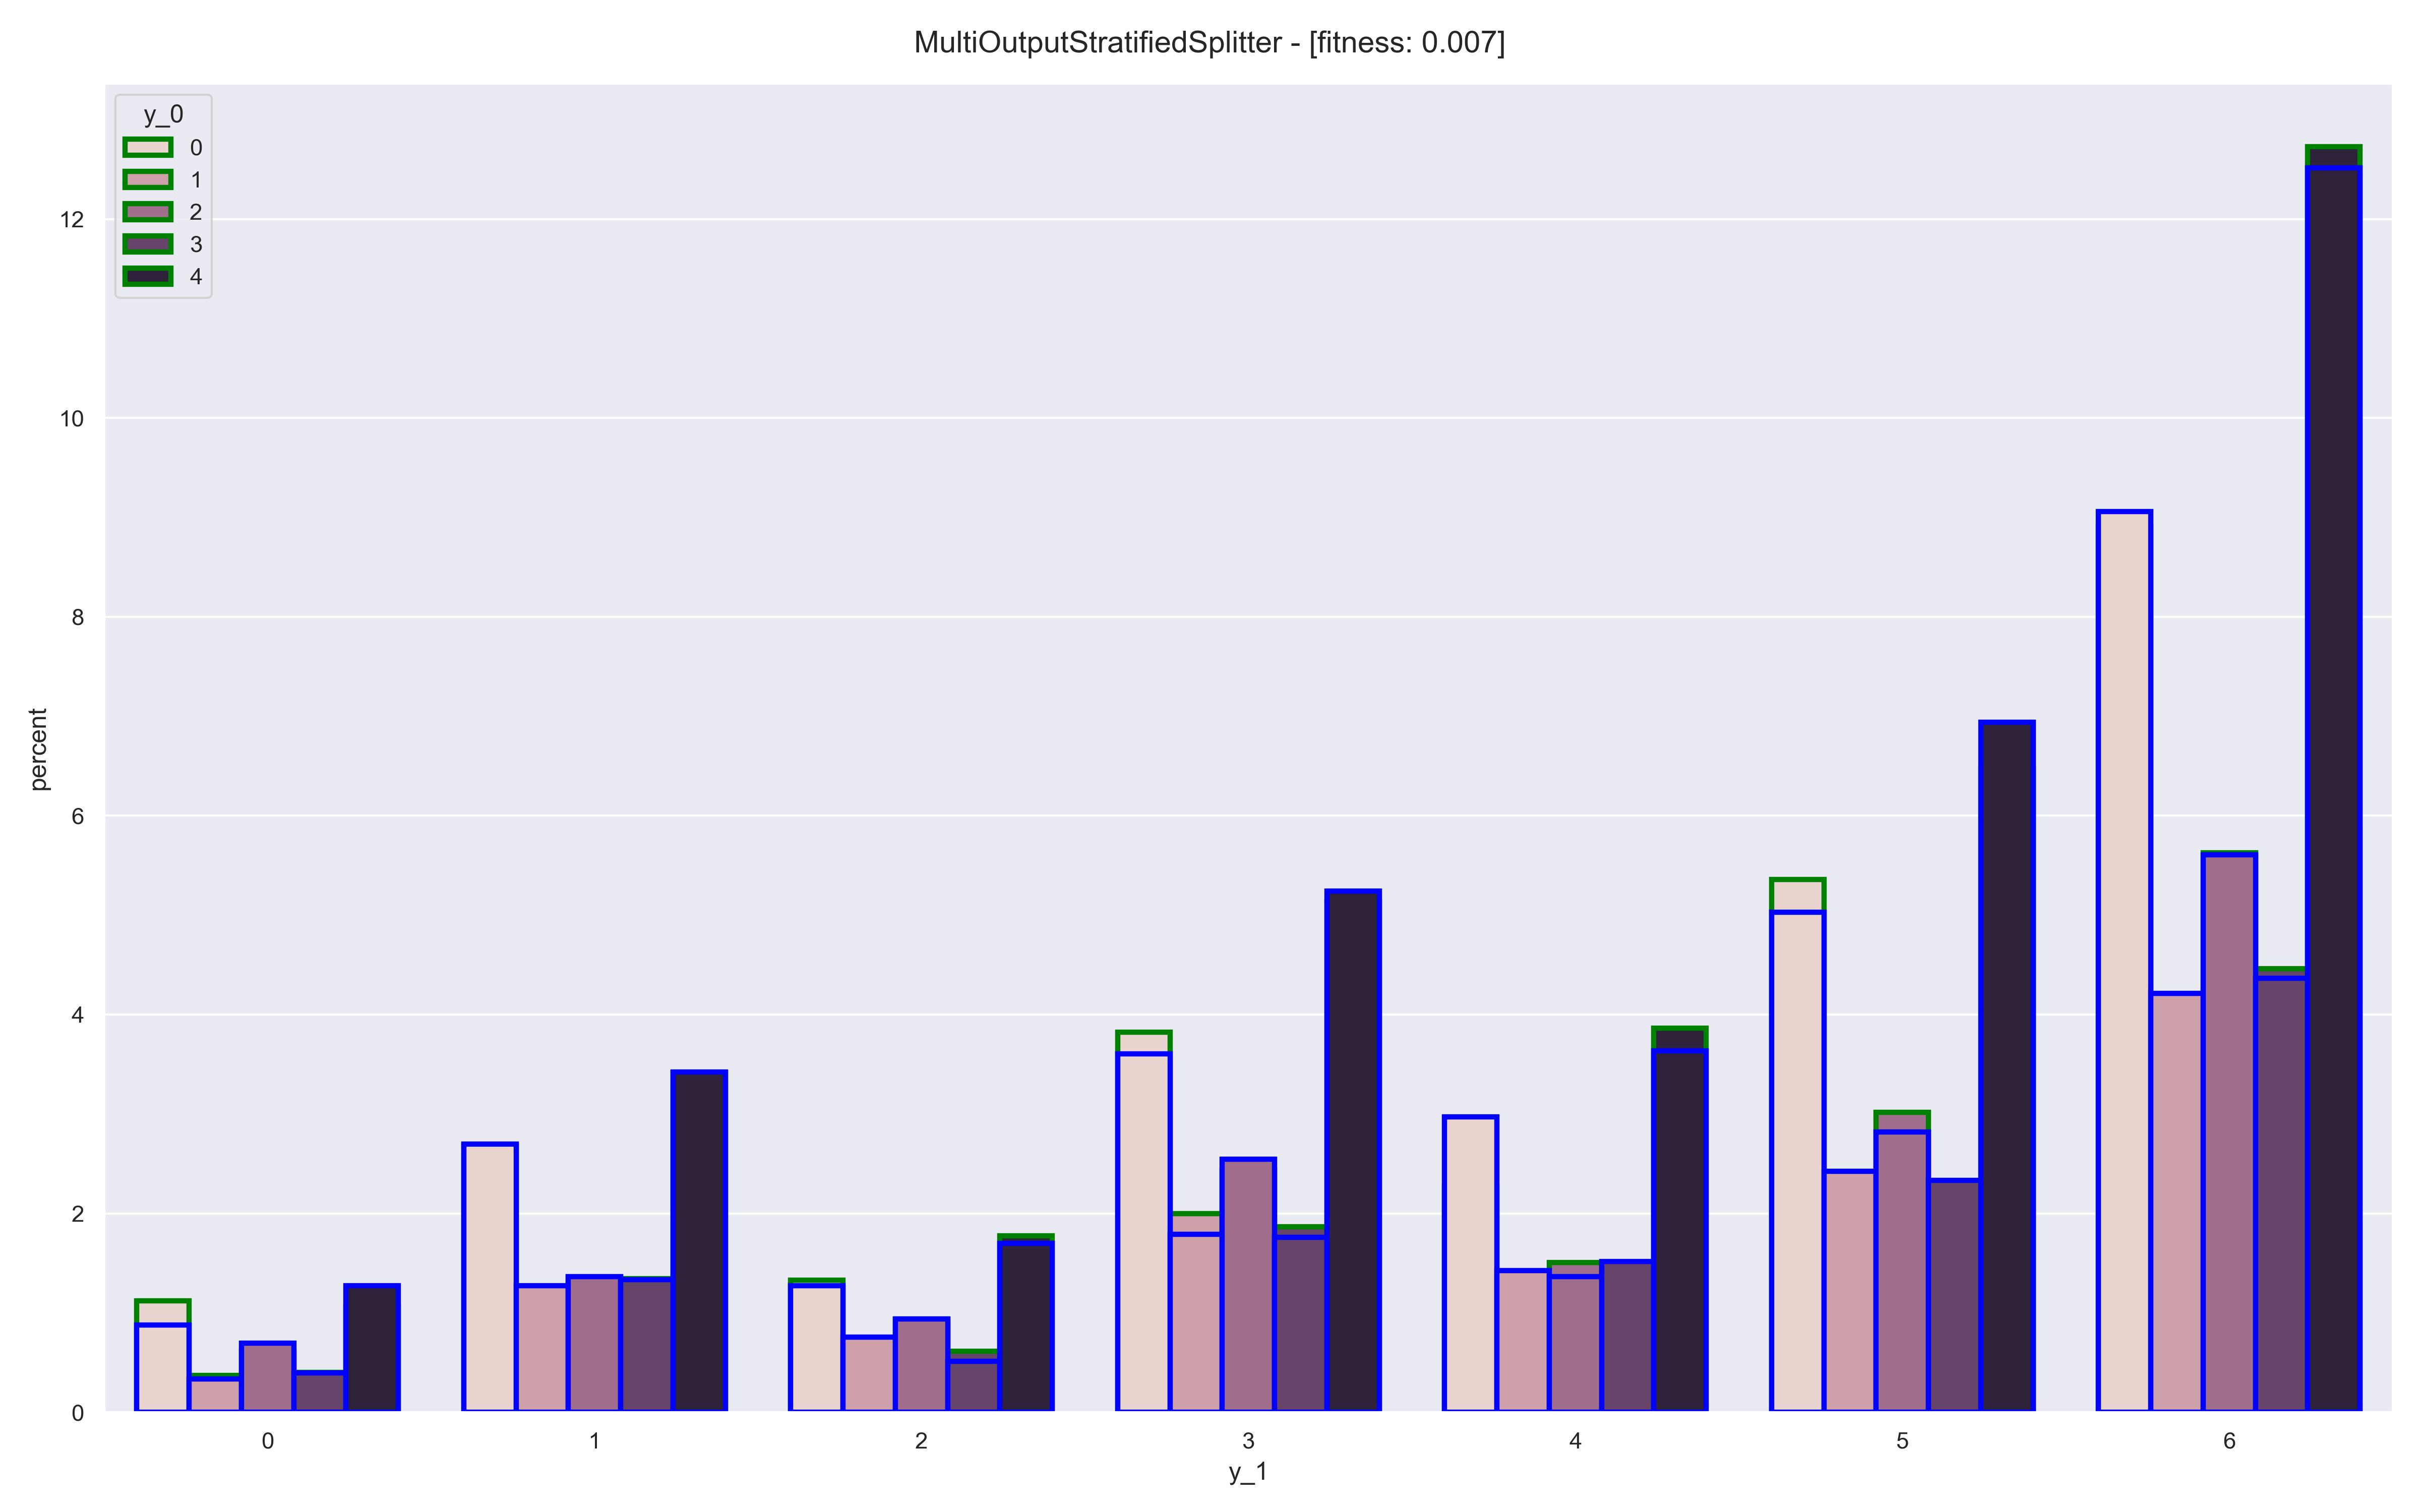 MultiOutputStratifiedSplitter - [fitness: 0.007]
y_0
0
1
2
3
4
12
10
8
6
4
2
0
percent
0 1 2 3 4 5 6
y_1